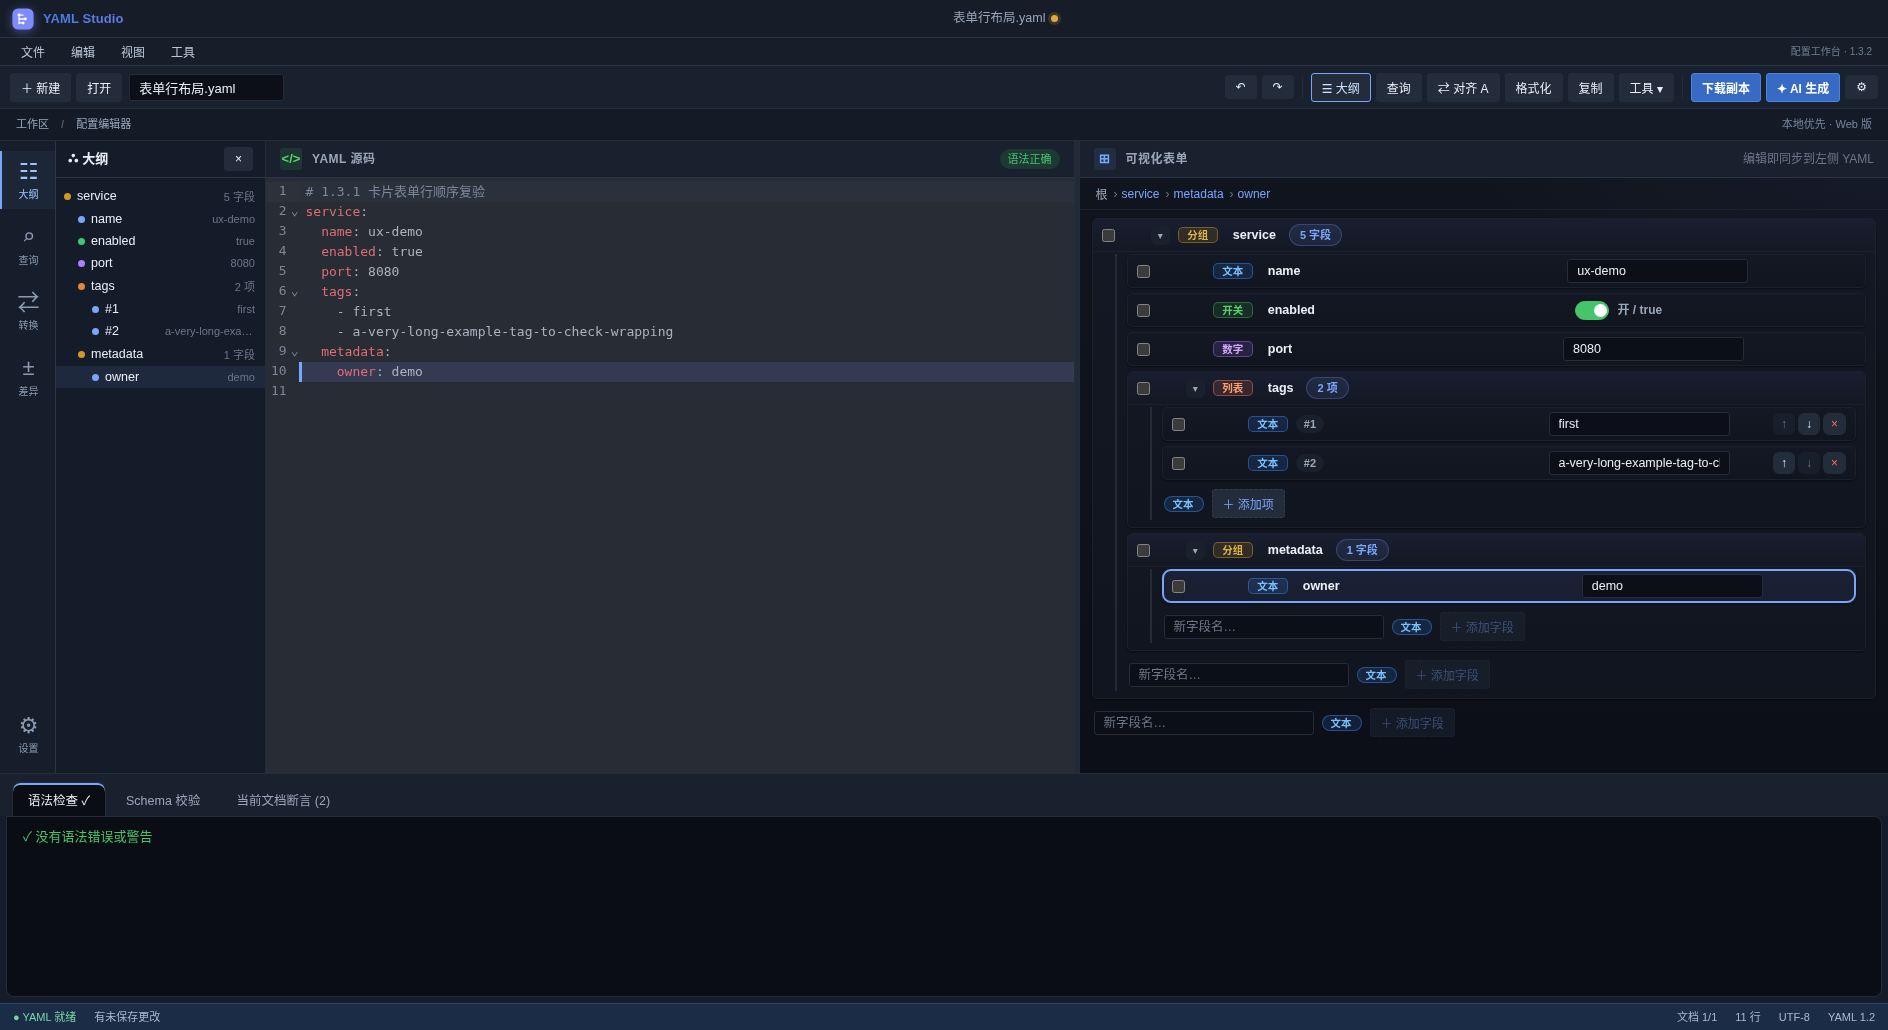 YAML Studio
表单行布局.yaml
文件 编辑 视图 工具
配置工作台 · 1.3.2
＋ 新建 打开 表单行布局.yaml
↶ ↷ ☰ 大纲 查询 ⇄ 对齐 A 格式化 复制 工具 ▾ 下载副本 ✦ AI 生成 ⚙
工作区 / 配置编辑器
本地优先 · Web 版
大纲
查询
转换
± 差异
设置
大纲 ×
service 5 字段
name ux-demo
enabled true
port 8080
tags 2 项
#1 first
#2 a-very-long-exa…
metadata 1 字段
owner demo
</> YAML 源码 语法正确
1 # 1.3.1 卡片表单行顺序复验
2 service:
3 name: ux-demo
4 enabled: true
5 port: 8080
6 tags:
7 - first
8 - a-very-long-example-tag-to-check-wrapping
9 metadata:
10 owner: demo
11
可视化表单 编辑即同步到左侧 YAML
根 › service › metadata › owner
▾ 分组 service 5 字段
文本 name ux-demo
开关 enabled 开 / true
数字 port 8080
▾ 列表 tags 2 项
文本 #1 first ↑ ↓ ×
文本 #2 a-very-long-example-tag-to-c ↑ ↓ ×
文本 ＋ 添加项
▾ 分组 metadata 1 字段
文本 owner demo
新字段名… 文本 ＋ 添加字段
新字段名… 文本 ＋ 添加字段
新字段名… 文本 ＋ 添加字段
语法检查 ✓ Schema 校验 当前文档断言 (2)
✓ 没有语法错误或警告
● YAML 就绪 有未保存更改
文档 1/1 11 行 UTF-8 YAML 1.2